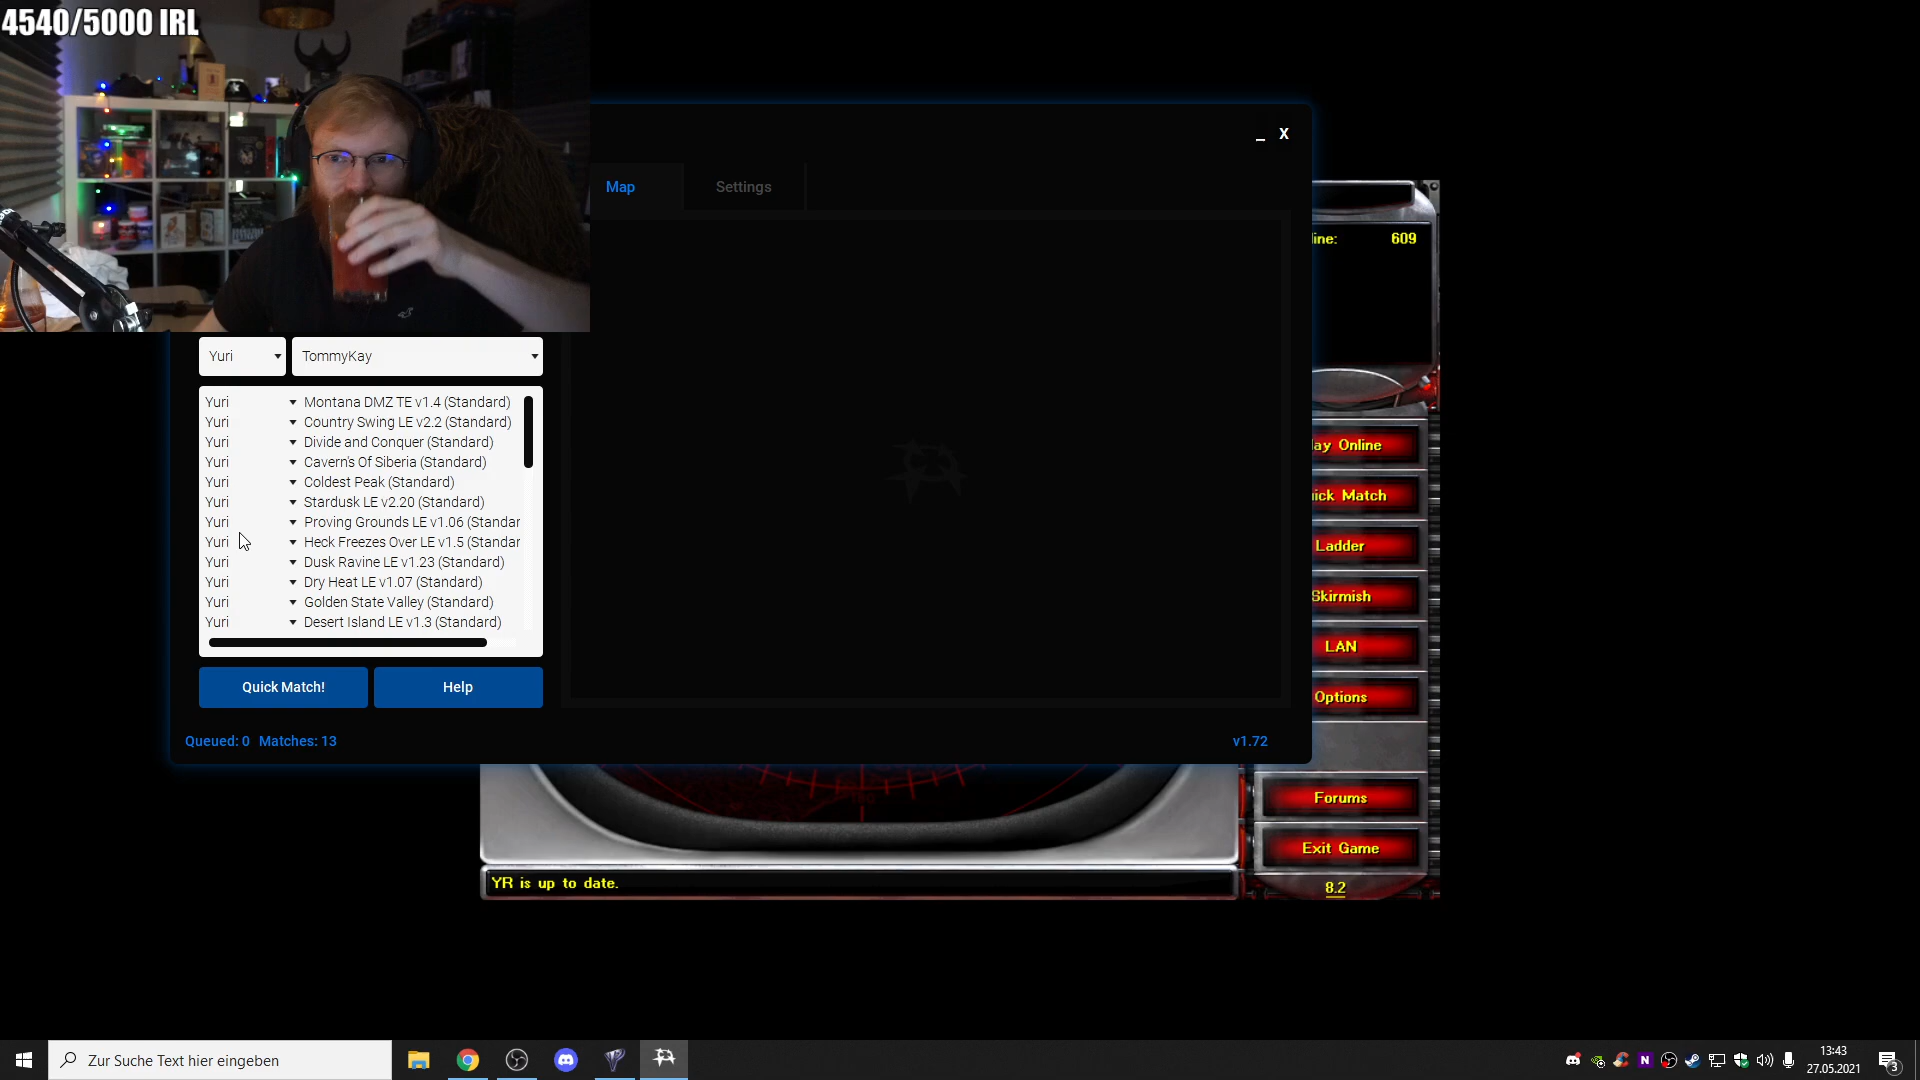 4540/5000 IRL
_ X
Map
Settings
ine: 609
Yuri
TommyKay
Yuri Montana DMZ TE v1.4 (Standard)
Yuri Country Swing LE v2.2 (Standard)
Yuri Divide and Conquer (Standard)
Yuri Cavern's Of Siberia (Standard)
Yuri Coldest Peak (Standard)
Yuri Stardusk LE v2.20 (Standard)
Yuri Proving Grounds LE v1.06 (Standar
Yuri Heck Freezes Over LE v1.5 (Standar
Yuri Dusk Ravine LE v1.23 (Standard)
Yuri Dry Heat LE v1.07 (Standard)
Yuri Golden State Valley (Standard)
Yuri Desert Island LE v1.3 (Standard)
Quick Match!
Help
Queued: 0 Matches: 13
v1.72
lay Online
ick Match
Ladder
Skirmish
LAN
Options
Forums
Exit Game
8.2
YR is up to date.
Zur Suche Text hier eingeben
13:43
27.05.2021
3